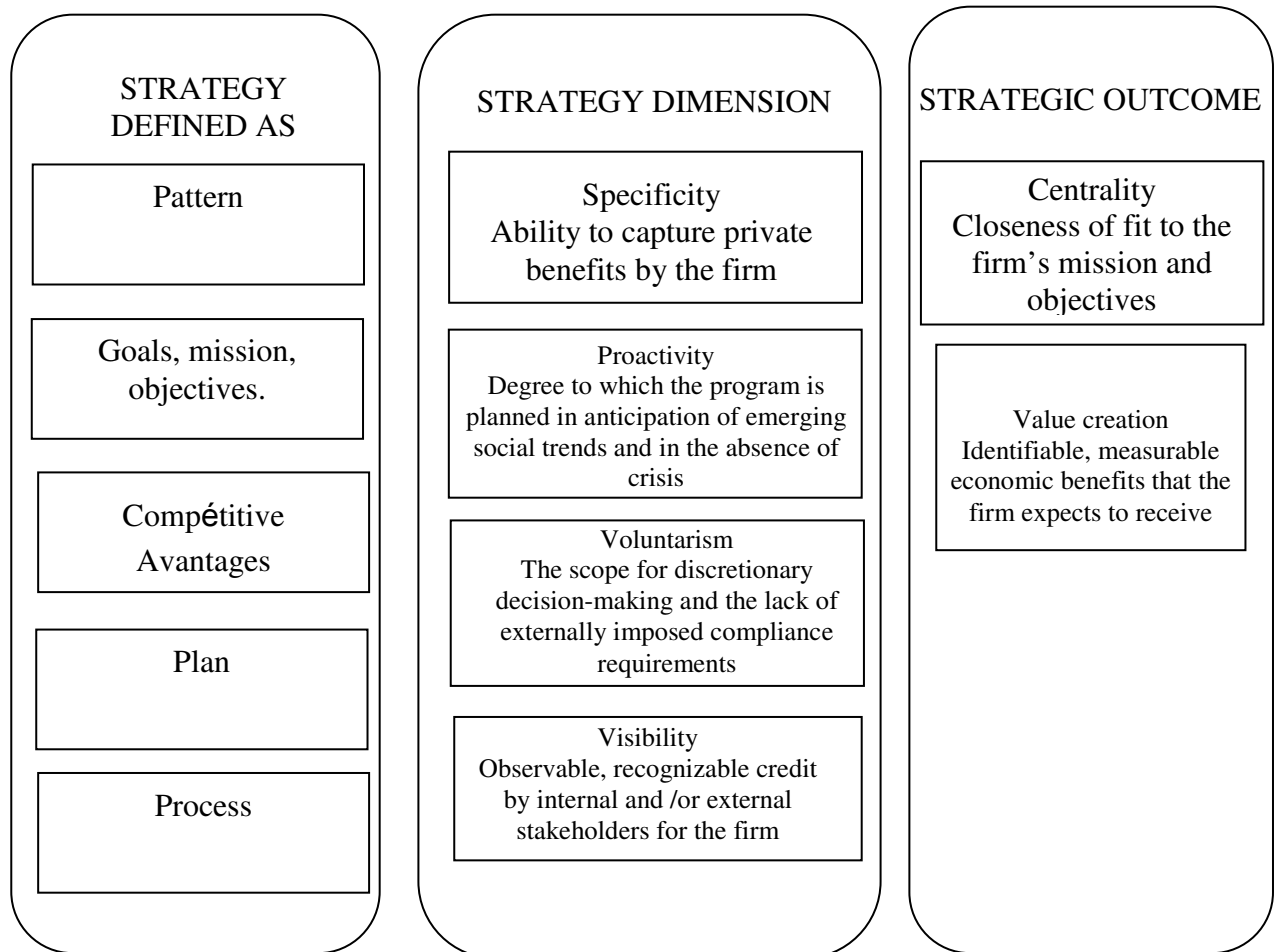 STRATEGY
DEFINED AS
Pattern
Goals, mission,
objectives.
Compétitive
Avantages
Plan
Process
STRATEGY DIMENSION
Specificity
Ability to capture private
benefits by the firm
Proactivity
Degree to which the program is
planned in anticipation of emerging
social trends and in the absence of
crisis
Voluntarism
The scope for discretionary
decision-making and the lack of
externally imposed compliance
requirements
Visibility
Observable, recognizable credit
by internal and /or external
stakeholders for the firm
STRATEGIC OUTCOME
Centrality
Closeness of fit to the
firm’s mission and
objectives
Value creation
Identifiable, measurable
economic benefits that the
firm expects to receive